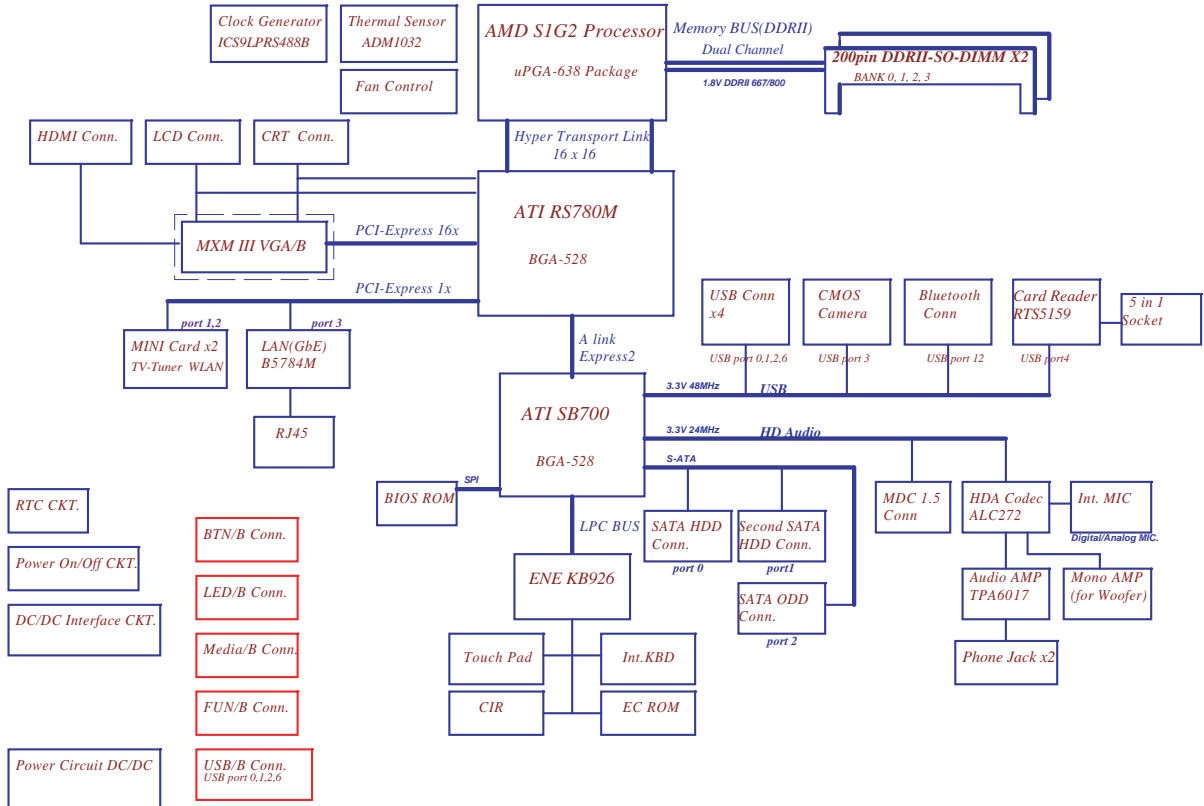 Clock Generator
ICS9LPRS488B
Thermal Sensor
ADM1032
Fan Control
AMD S1G2 Processor
uPGA-638 Package
Memory BUS(DDRII)
Dual Channel
1.8V DDRII 667/800
200pin DDRII-SO-DIMM X2
BANK 0, 1, 2, 3
HDMI Conn.
LCD Conn.
CRT Conn.
Hyper Transport Link
16 x 16
ATI RS780M
BGA-528
MXM III VGA/B
PCI-Express 16x
PCI-Express 1x
port 1,2
port 3
MINI Card x2
TV-Tuner WLAN
LAN(GbE)
B5784M
RJ45
A link
Express2
USB Conn
x4
USB port 0,1,2,6
CMOS
Camera
USB port 3
Bluetooth
Conn
USB port 12
Card Reader
RTS5159
USB port4
5 in 1
Socket
ATI SB700
BGA-528
3.3V 48MHz
USB
3.3V 24MHz
HD Audio
S-ATA
SPI
BIOS ROM
LPC BUS
SATA HDD
Conn.
port 0
Second SATA
HDD Conn.
port1
SATA ODD
Conn.
port 2
MDC 1.5
Conn
HDA Codec
ALC272
Int. MIC
Digital/Analog MIC.
Audio AMP
TPA6017
Mono AMP
(for Woofer)
Phone Jack x2
ENE KB926
Touch Pad
Int.KBD
CIR
EC ROM
RTC CKT.
Power On/Off CKT.
DC/DC Interface CKT.
Power Circuit DC/DC
BTN/B Conn.
LED/B Conn.
Media/B Conn.
FUN/B Conn.
USB/B Conn.
USB port 0,1,2,6